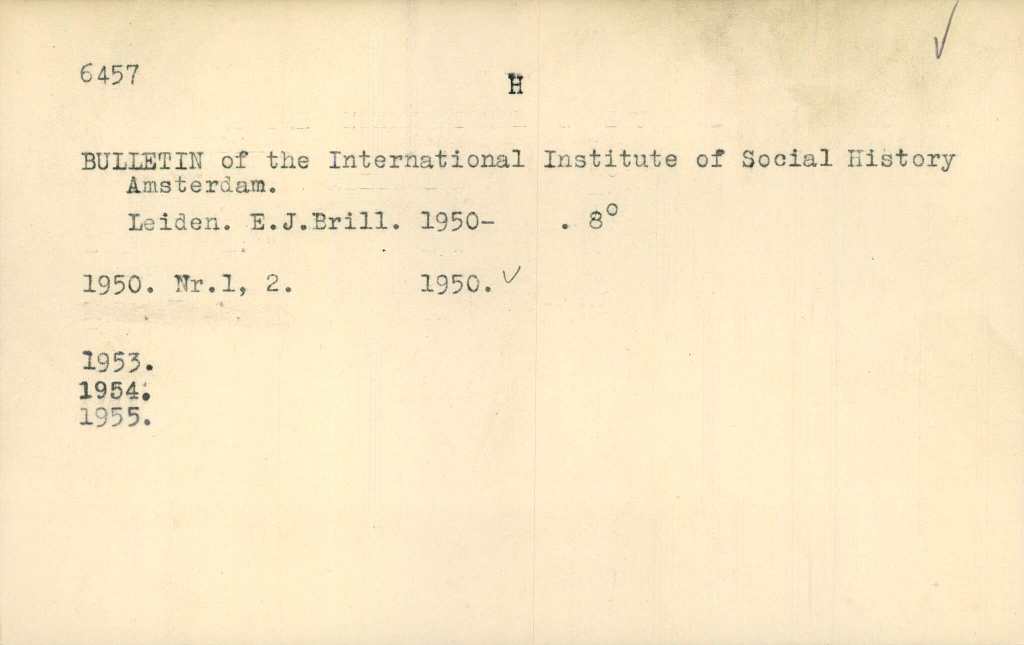 6457
H
BULLETIN of the International Institute of Social History
Amsterdam.
Leiden. E.J.Brill. 1950-     . 8°
1950. Nr.1, 2.     1950. ✓
1953.
1954.
1955.